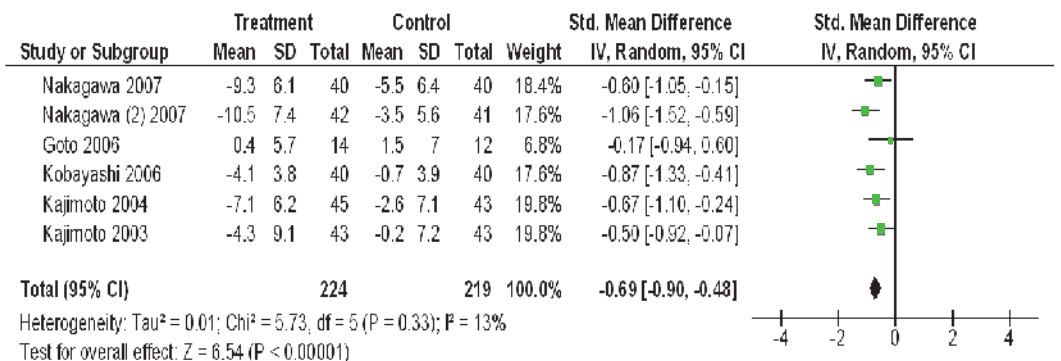 Treatment Control Std. Mean Difference Std. Mean Difference
Study or Subgroup Mean SD Total Mean SD Total Weight IV, Random, 95% CI IV, Random, 95% CI
Nakagawa 2007 -9.3 6.1 40 -5.5 6.4 40 18.4% -0.60 [-1.05, -0.15]
Nakagawa (2) 2007 -10.5 7.4 42 -3.5 5.6 41 17.6% -1.06 [-1.52, -0.59]
Goto 2006 0.4 5.7 14 1.5 7 12 6.8% -0.17 [-0.94, 0.60]
Kobayashi 2006 -4.1 3.8 40 -0.7 3.9 40 17.6% -0.87 [-1.33, -0.41]
Kajimoto 2004 -7.1 6.2 45 -2.6 7.1 43 19.8% -0.67 [-1.10, -0.24]
Kajimoto 2003 -4.3 9.1 43 -0.2 7.2 43 19.8% -0.50 [-0.92, -0.07]
Total (95% CI) 224 219 100.0% -0.69 [-0.90, -0.48]
Heterogeneity: Tau² = 0.01; Chi² = 5.73, df = 5 (P = 0.33); I² = 13%
Test for overall effect: Z = 6.54 (P < 0.00001)
-4 -2 0 2 4